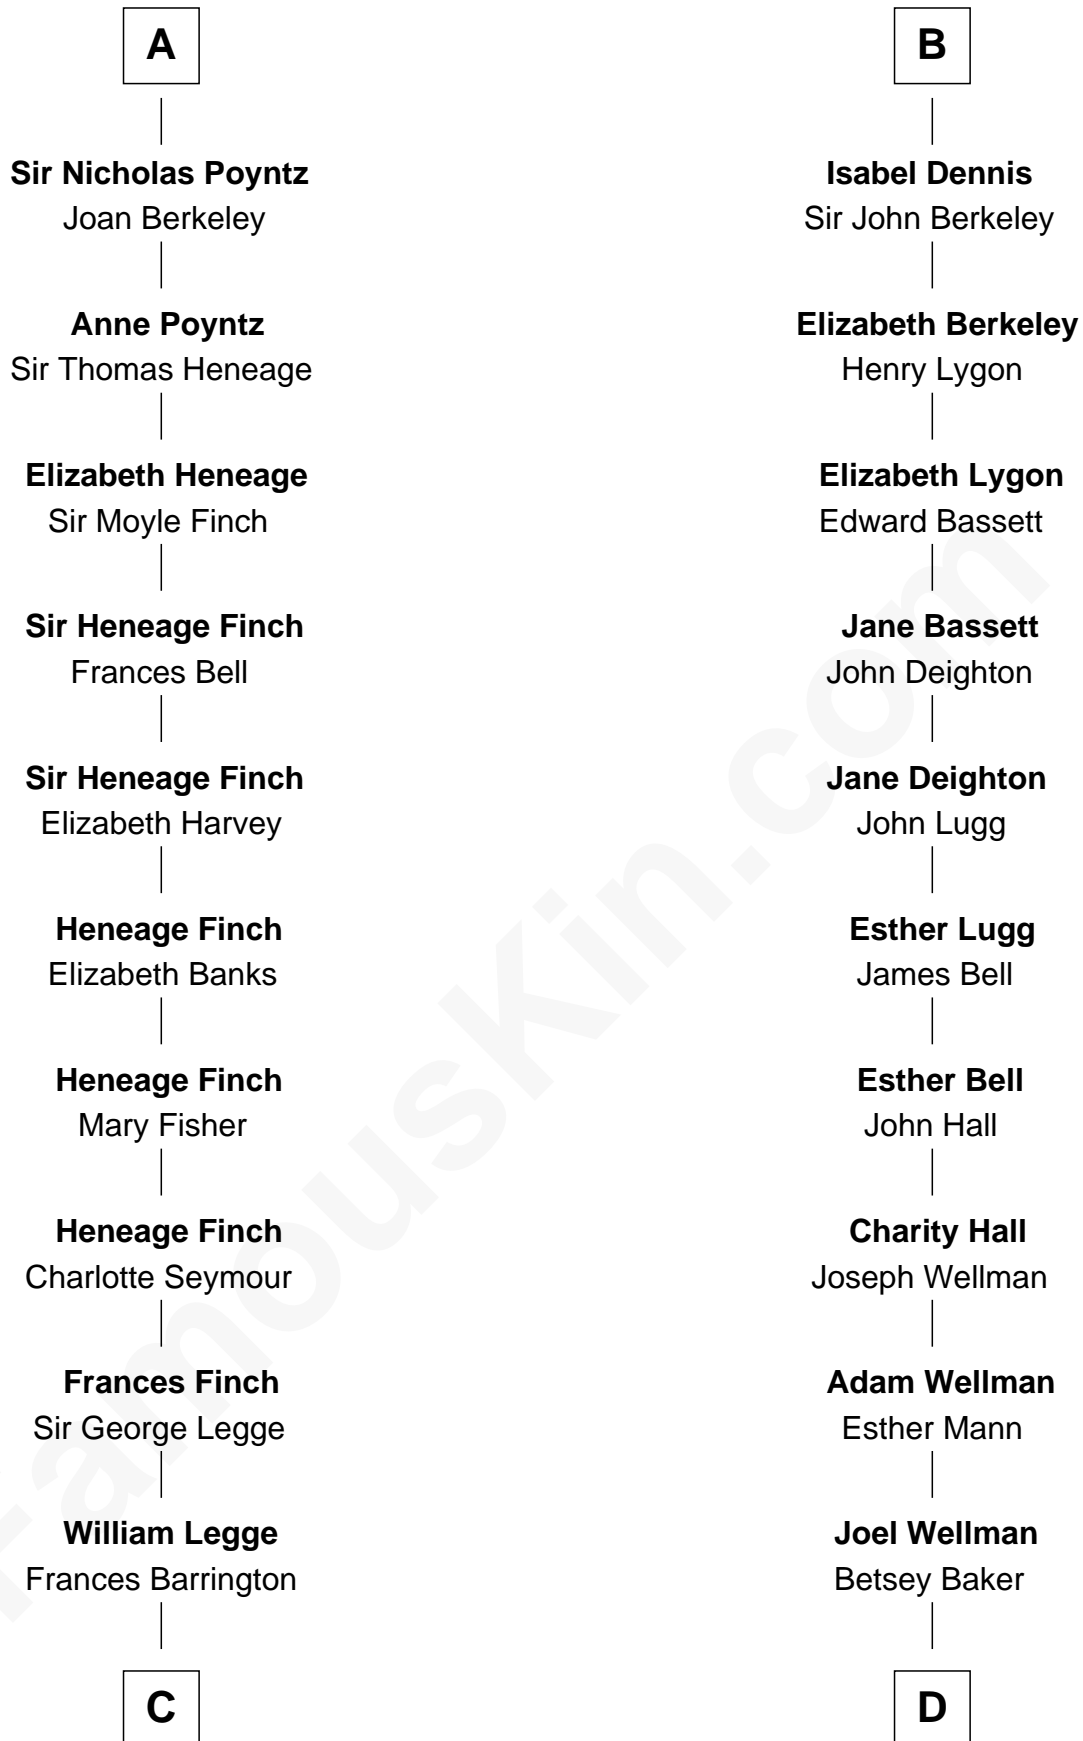 A
Sir Nicholas Poyntz
Joan Berkeley
Anne Poyntz
Sir Thomas Heneage
Elizabeth Heneage
Sir Moyle Finch
Sir Heneage Finch
Frances Bell
Sir Heneage Finch
Elizabeth Harvey
Heneage Finch
Elizabeth Banks
Heneage Finch
Mary Fisher
Heneage Finch
Charlotte Seymour
Frances Finch
Sir George Legge
William Legge
Frances Barrington
C
B
Isabel Dennis
Sir John Berkeley
Elizabeth Berkeley
Henry Lygon
Elizabeth Lygon
Edward Bassett
Jane Bassett
John Deighton
Jane Deighton
John Lugg
Esther Lugg
James Bell
Esther Bell
John Hall
Charity Hall
Joseph Wellman
Adam Wellman
Esther Mann
Joel Wellman
Betsey Baker
D
FamousKin.com